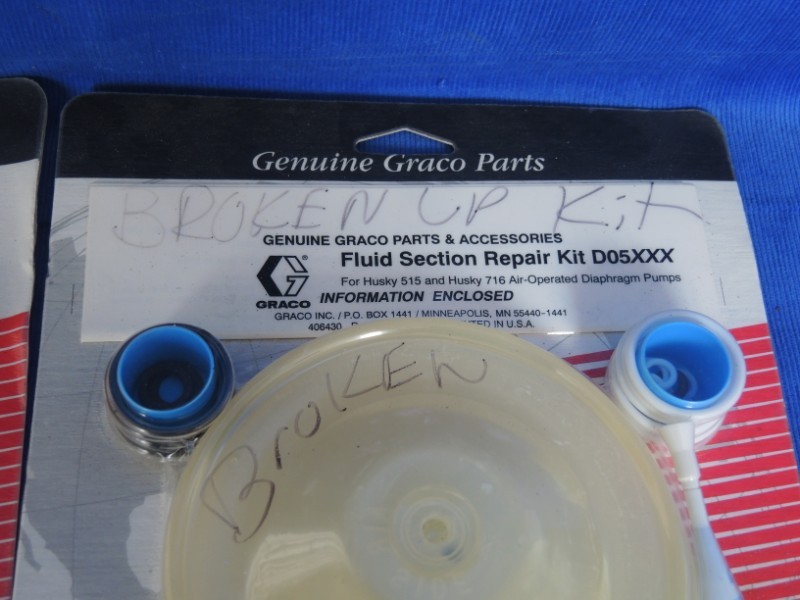 Genuine Graco Parts
BROKEN UP Kit
GENUINE GRACO PARTS & ACCESSORIES
Fluid Section Repair Kit D05XXX
For Husky 515 and Husky 716 Air-Operated Diaphragm Pumps
GRACO
INFORMATION ENCLOSED
GRACO INC. / P.O. BOX 1441 / MINNEAPOLIS, MN 55440-1441
406430 IN U.S.A.
BroKEN